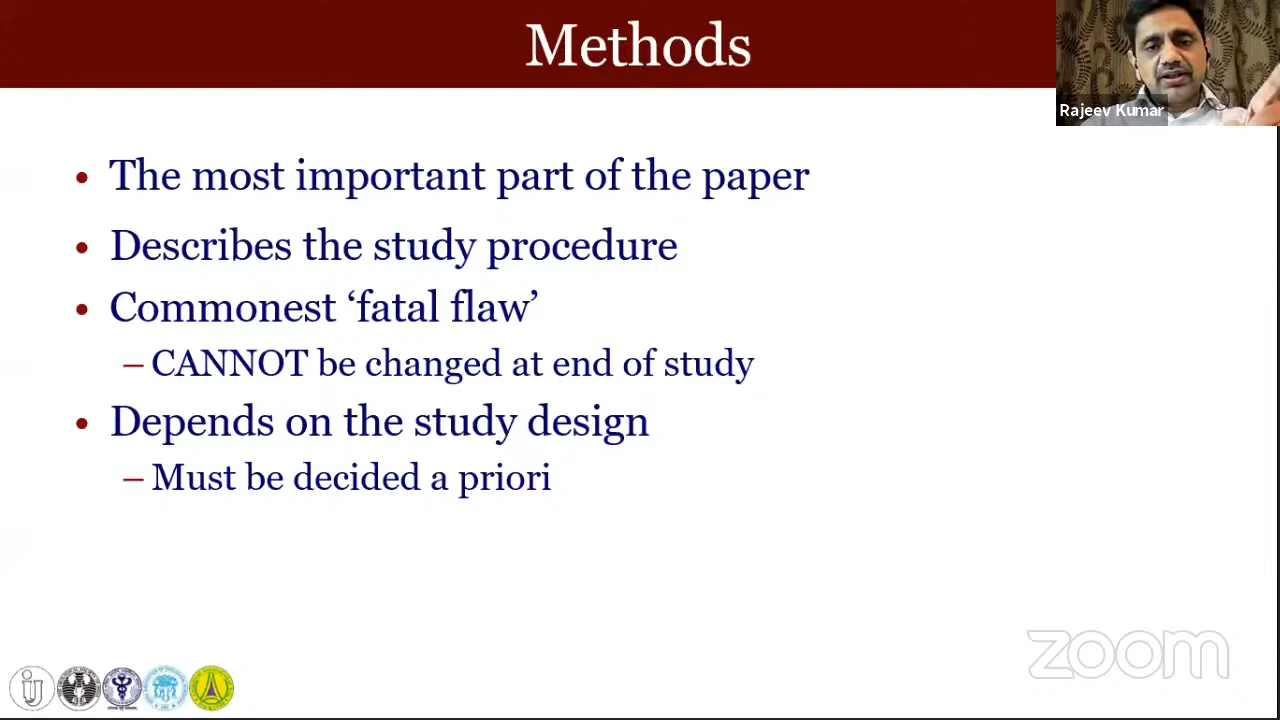 Methods
Rajeev Kumar
• The most important part of the paper
• Describes the study procedure
• Commonest ‘fatal flaw’
– CANNOT be changed at end of study
• Depends on the study design
– Must be decided a priori
zoom